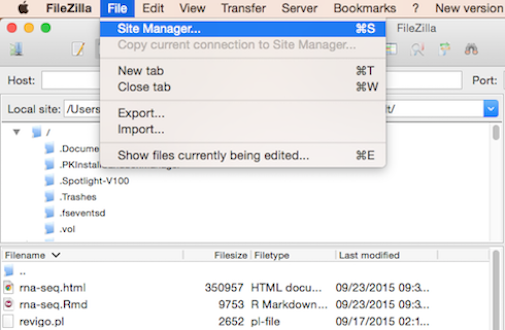 FileZilla File Edit View Transfer Server Bookmarks ? New version
FileZilla
Site Manager... ⌘S
Copy current connection to Site Manager...
New tab ⌘T
Close tab ⌘W
Export...
Import...
Show files currently being edited... ⌘E
Host: Port:
Local site: /Users lt/
/
.Docume
.PKInstal
.Spotlight-V100
.Trashes
.fseventsd
.vol
Filename Filesize Filetype Last modified
..
rna-seq.html 350957 HTML docu... 09/23/2015 09:3...
rna-seq.Rmd 9753 R Markdown... 09/23/2015 09:3...
revigo.pl 2652 pl-file 09/17/2015 02:1...